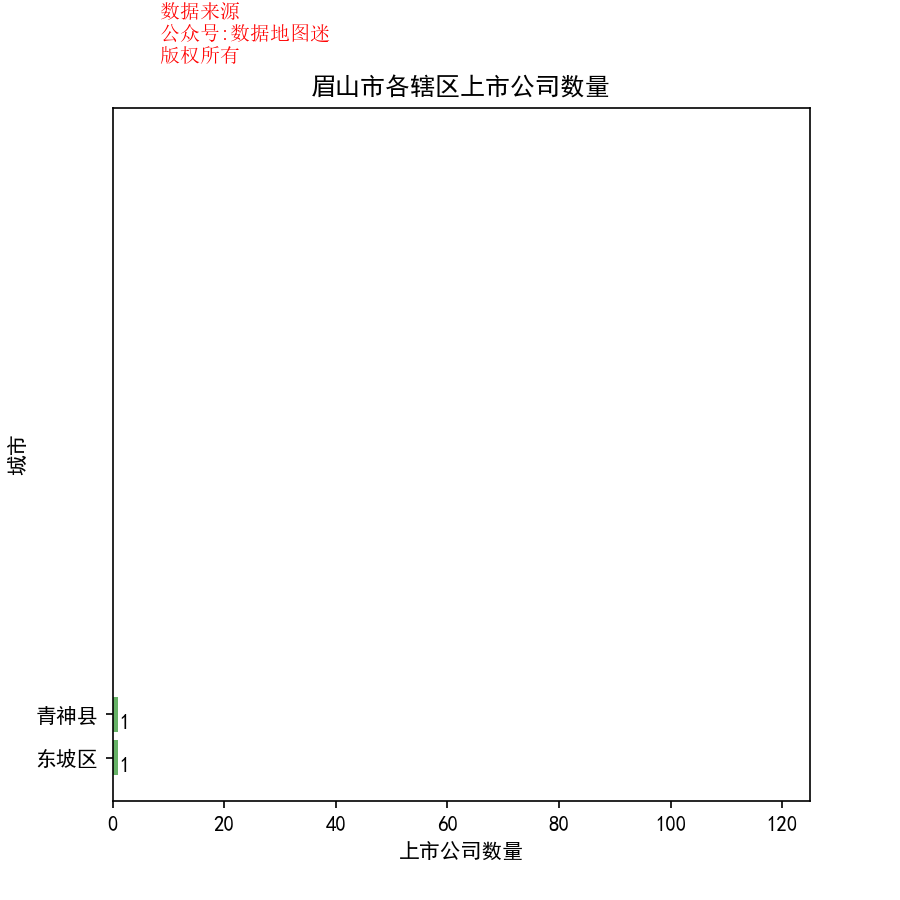 数据来源
公众号:数据地图迷
版权所有
眉山市各辖区上市公司数量
城市
青神县
1
东坡区
1
0 20 40 60 80 100 120
上市公司数量